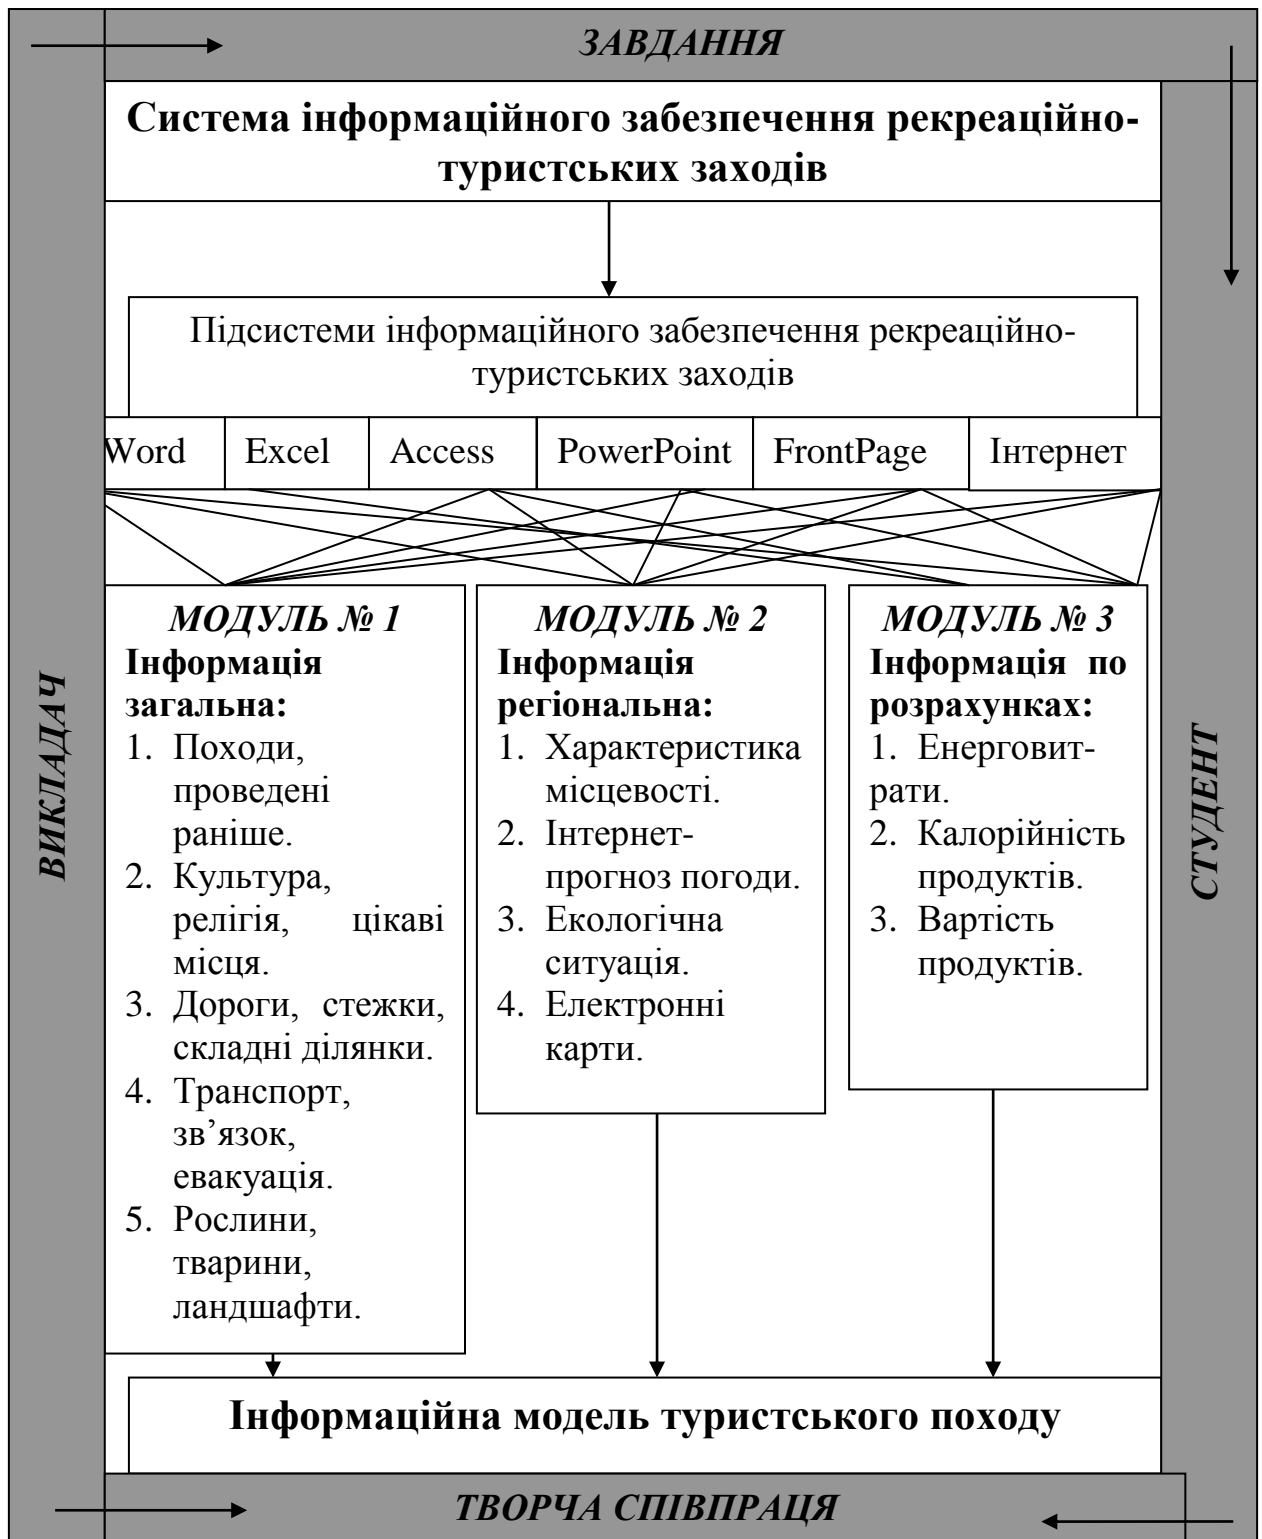 ЗАВДАННЯ
Система інформаційного забезпечення рекреаційно-
туристських заходів
Підсистеми інформаційного забезпечення рекреаційно-
туристських заходів
Word
Excel
Access
PowerPoint
FrontPage
Інтернет
ВИКЛАДАЧ
МОДУЛЬ № 1
Інформація
загальна:
1. Походи,
проведені
раніше.
2. Культура,
релігія, цікаві
місця.
3. Дороги, стежки,
складні ділянки.
4. Транспорт,
зв’язок,
евакуація.
5. Рослини,
тварини,
ландшафти.
МОДУЛЬ № 2
Інформація
регіональна:
1. Характеристика
місцевості.
2. Інтернет-
прогноз погоди.
3. Екологічна
ситуація.
4. Електронні
карти.
МОДУЛЬ № 3
Інформація по
розрахунках:
1. Енерговит-
рати.
2. Калорійність
продуктів.
3. Вартість
продуктів.
СТУДЕНТ
Інформаційна модель туристського походу
ТВОРЧА СПІВПРАЦЯ